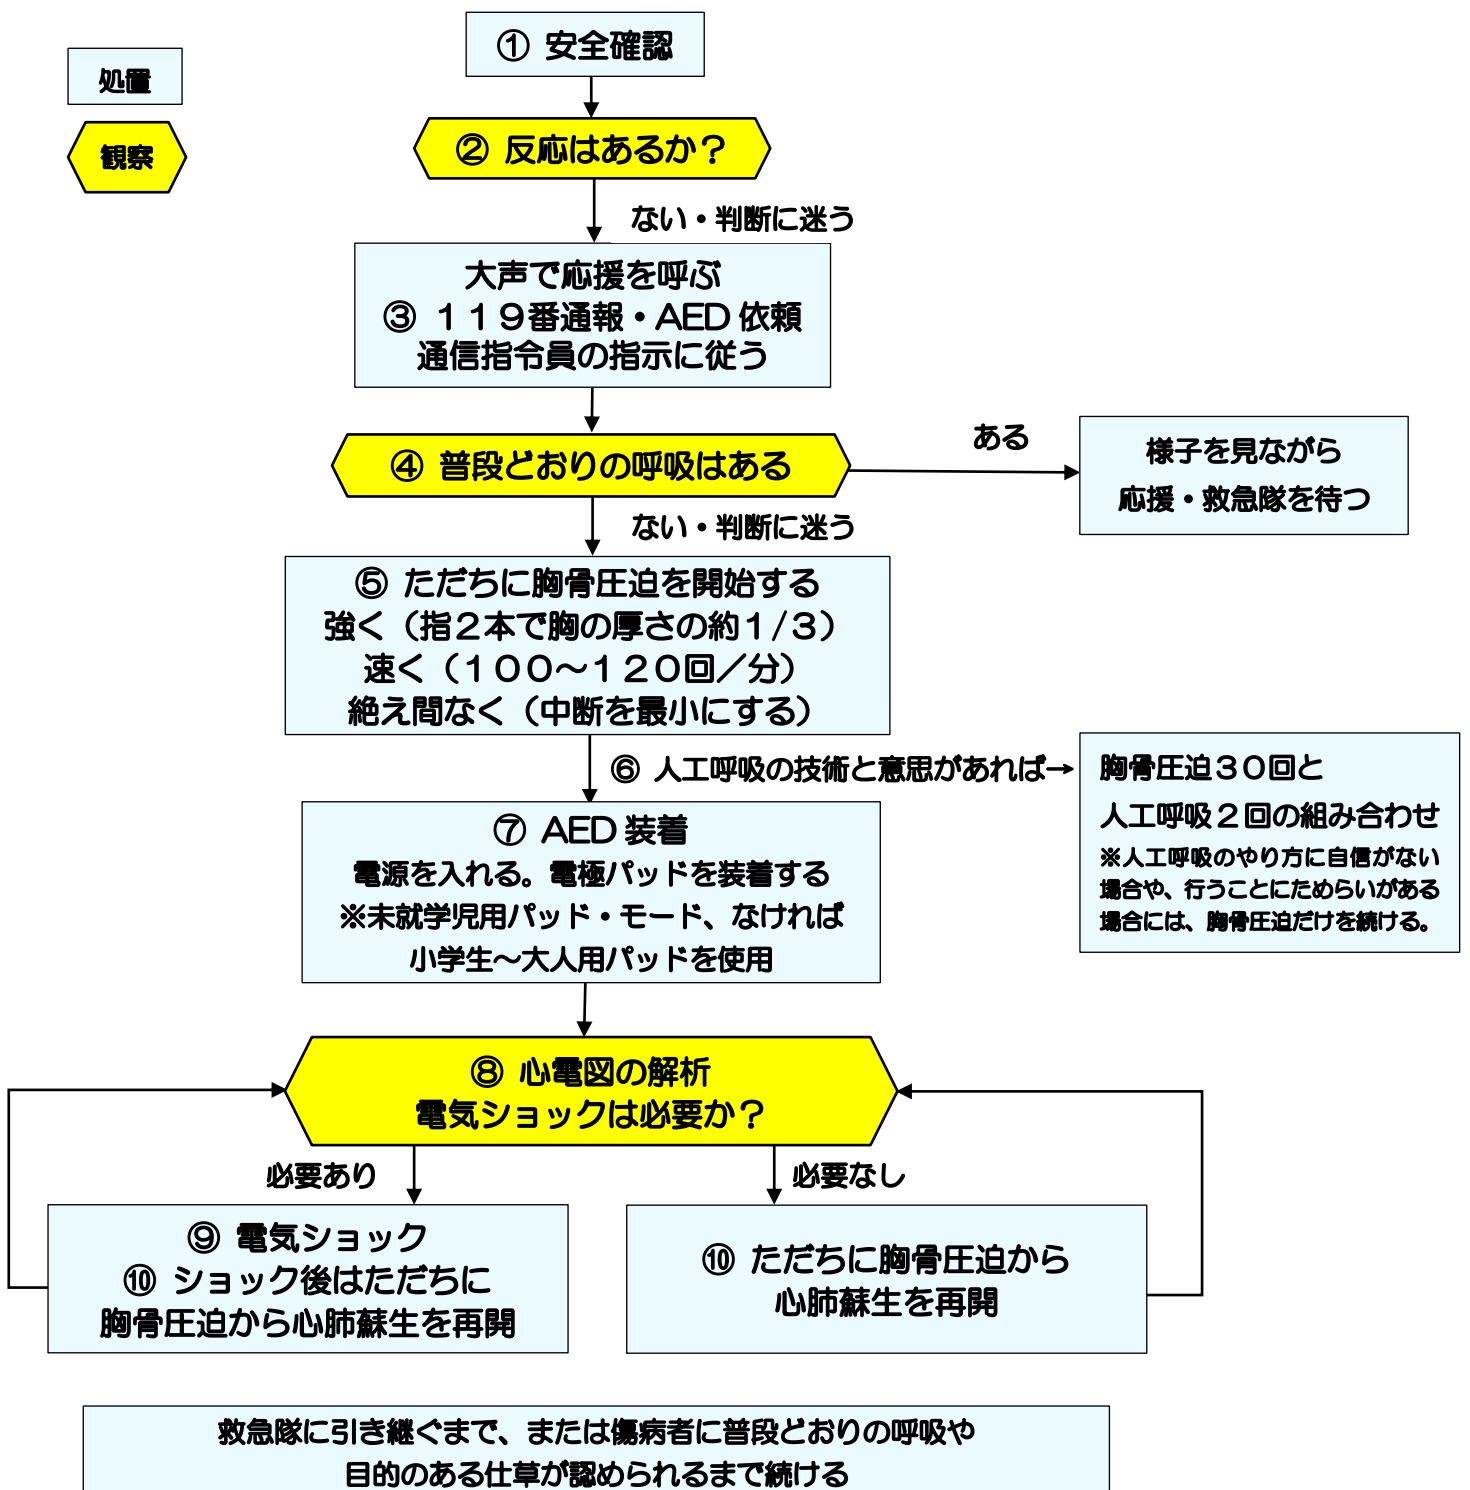 処置
観察
① 安全確認
② 反応はあるか？
ない・判断に迷う
大声で応援を呼ぶ
③ １１９番通報・AED 依頼
通信指令員の指示に従う
④ 普段どおりの呼吸はある
ある
様子を見ながら
応援・救急隊を待つ
ない・判断に迷う
⑤ ただちに胸骨圧迫を開始する
強く（指２本で胸の厚さの約１/３）
速く（１００～１２０回／分）
絶え間なく（中断を最小にする）
⑥ 人工呼吸の技術と意思があれば→
胸骨圧迫３０回と
人工呼吸２回の組み合わせ
※人工呼吸のやり方に自信がない
場合や、行うことにためらいがある
場合には、胸骨圧迫だけを続ける。
⑦ AED 装着
電源を入れる。電極パッドを装着する
※未就学児用パッド・モード、なければ
小学生～大人用パッドを使用
⑧ 心電図の解析
電気ショックは必要か？
必要あり
必要なし
⑨ 電気ショック
⑩ ショック後はただちに
胸骨圧迫から心肺蘇生を再開
⑩ ただちに胸骨圧迫から
心肺蘇生を再開
救急隊に引き継ぐまで、または傷病者に普段どおりの呼吸や
目的のある仕草が認められるまで続ける